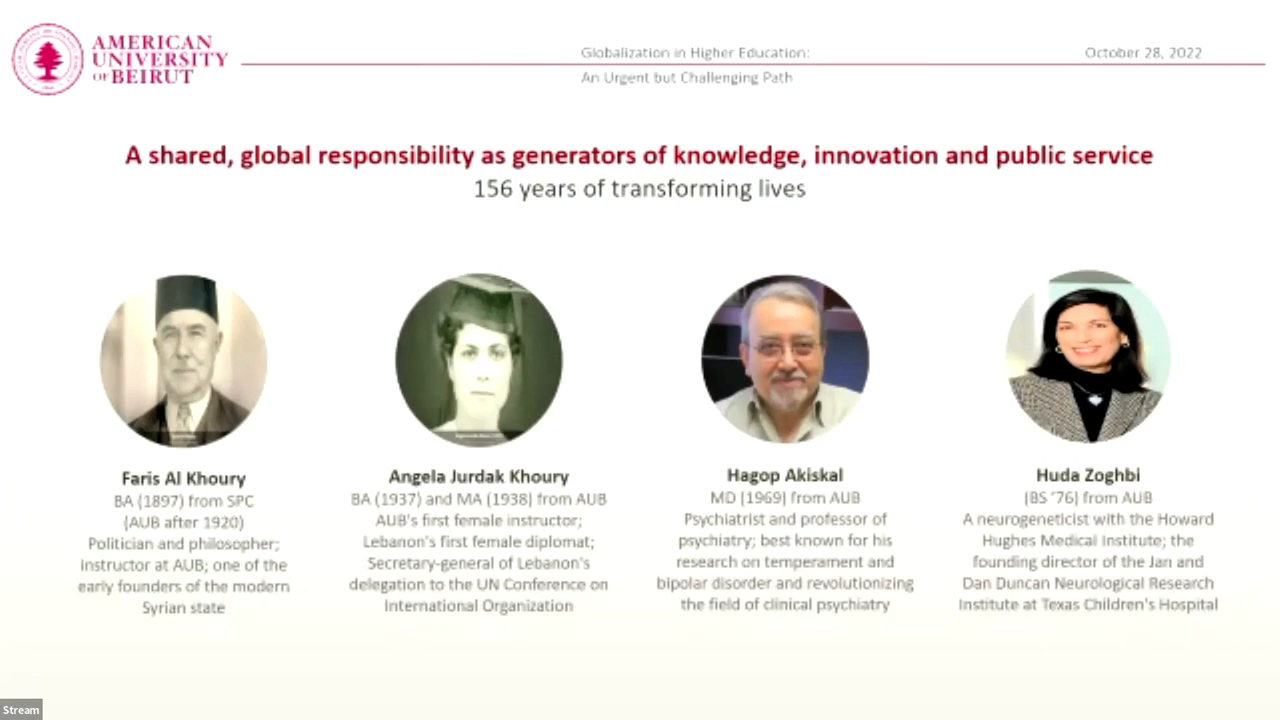 AMERICAN
UNIVERSITY
OF BEIRUT
Globalization in Higher Education:
An Urgent but Challenging Path
October 28, 2022
A shared, global responsibility as generators of knowledge, innovation and public service
156 years of transforming lives
Faris Al Khoury
BA (1897) from SPC
(AUB after 1920)
Politician and philosopher;
instructor at AUB; one of the
early founders of the modern
Syrian state
Angela Jurdak Khoury
BA (1937) and MA (1938) from AUB
AUB's first female instructor;
Lebanon's first female diplomat;
Secretary-general of Lebanon's
delegation to the UN Conference on
International Organization
Hagop Akiskal
MD (1969) from AUB
Psychiatrist and professor of
psychiatry; best known for his
research on temperament and
bipolar disorder and revolutionizing
the field of clinical psychiatry
Huda Zoghbi
(BS '76) from AUB
A neurogeneticist with the Howard
Hughes Medical Institute; the
founding director of the Jan and
Dan Duncan Neurological Research
Institute at Texas Children's Hospital
Stream